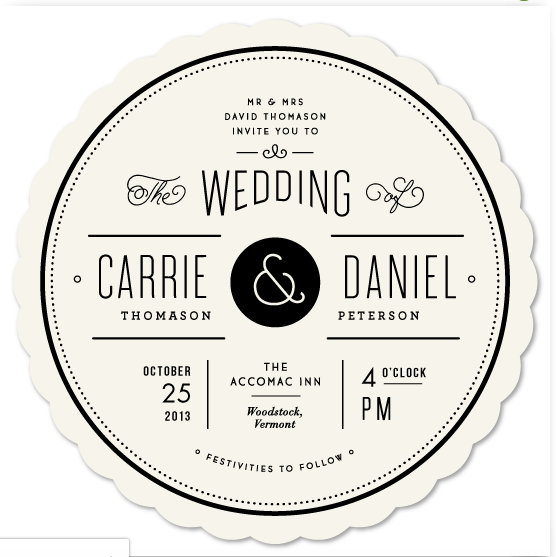 MR & MRS
DAVID THOMASON
INVITE YOU TO
The WEDDING of
CARRIE & DANIEL
THOMASON PETERSON
OCTOBER
25
2013
THE
ACCOMAC INN
Woodstock,
Vermont
4 O'CLOCK
PM
FESTIVITIES TO FOLLOW